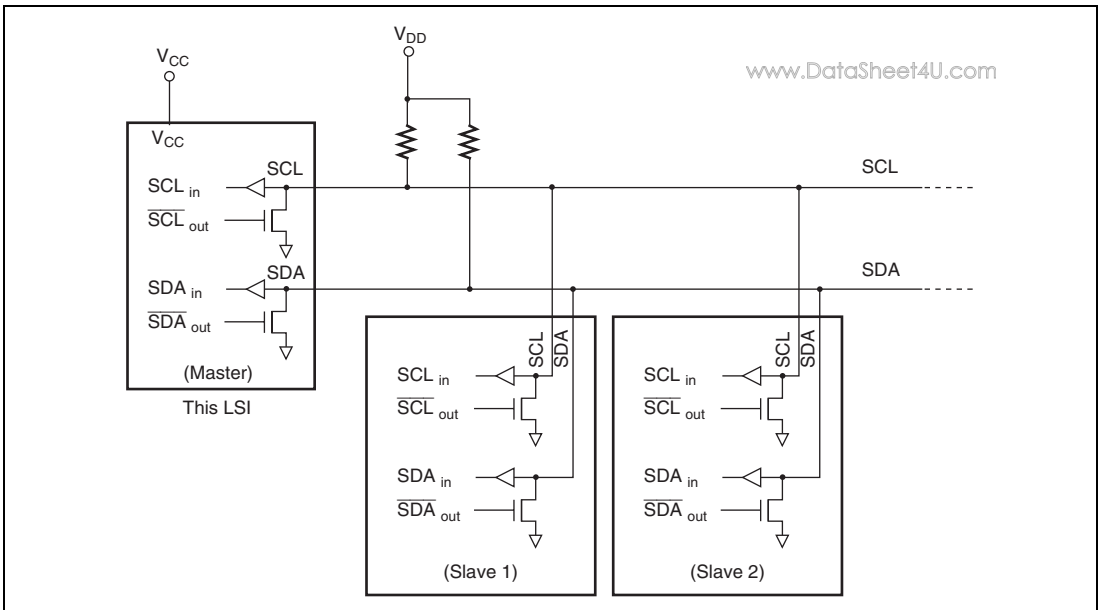 VDD
VCC
www.DataSheet4U.com
VCC
SCL
SCL in
SCL out
SDA
SDA in
SDA out
(Master)
This LSI
SCL
SDA
SCL
SDA
SCL in
SCL out
SDA in
SDA out
(Slave 1)
SCL
SDA
SCL in
SCL out
SDA in
SDA out
(Slave 2)